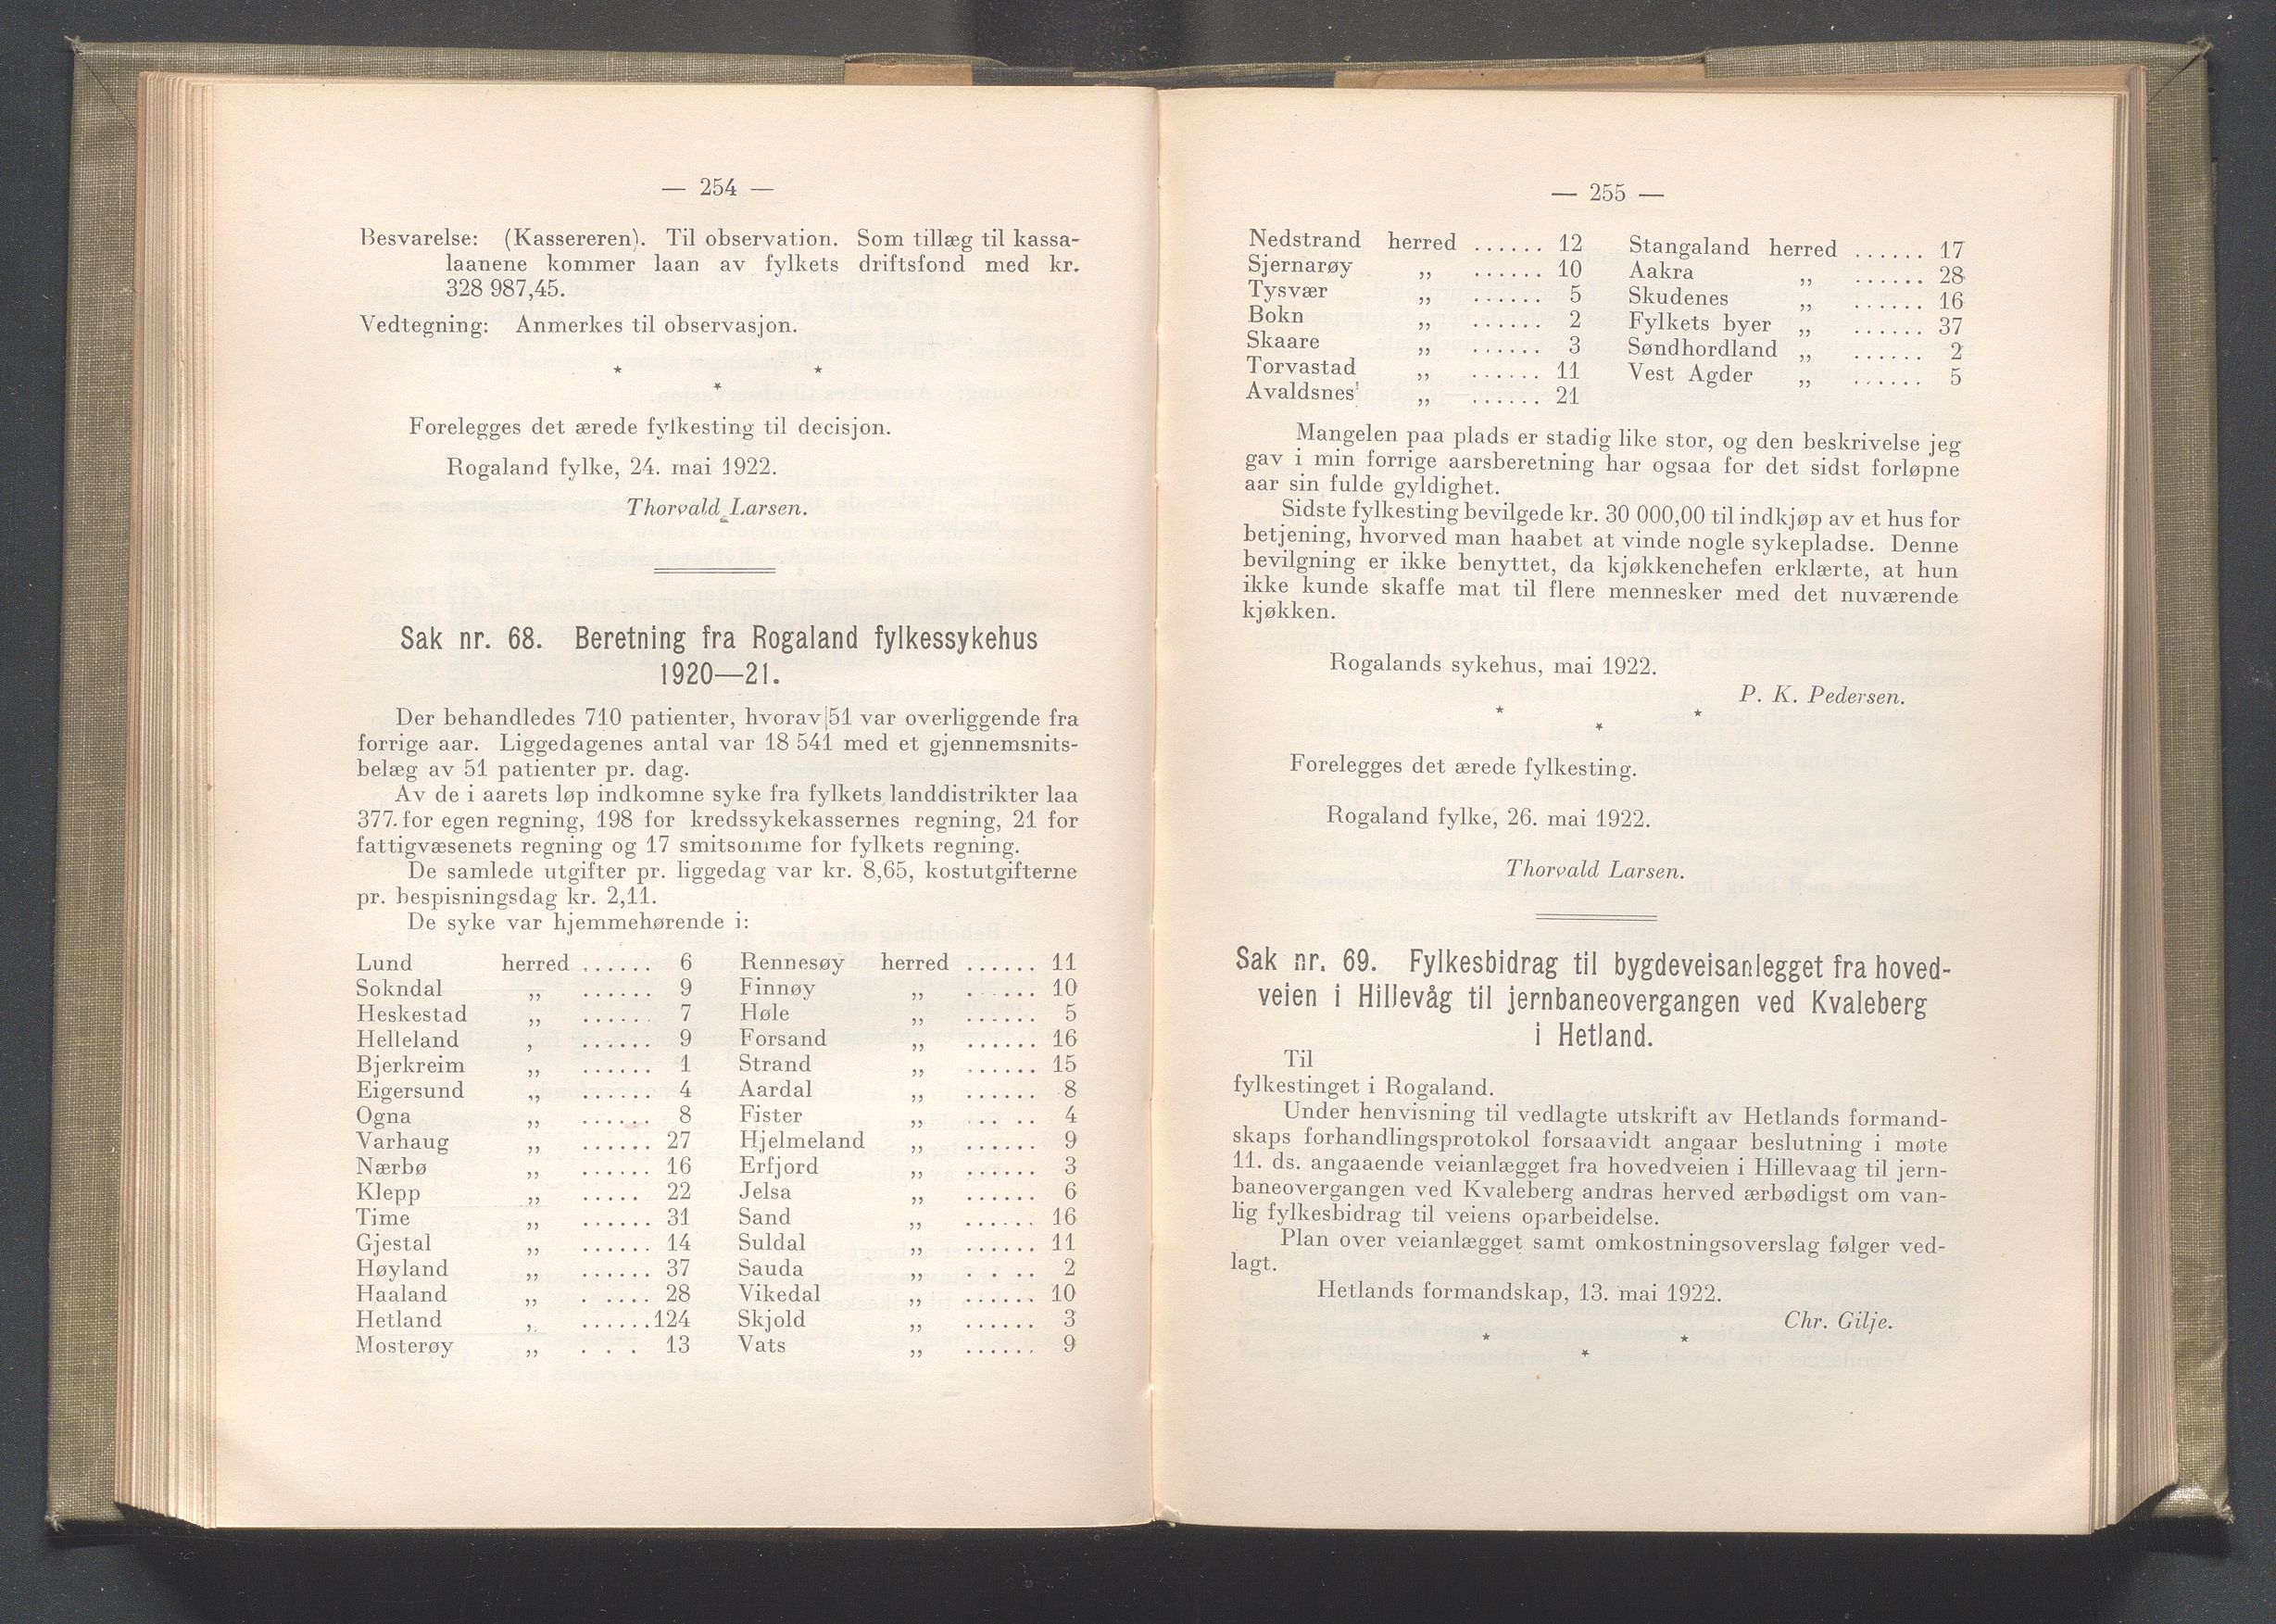 — 254 —
Besvarelse: (Kassereren). Til observation. Som tillæg til kassa-
laanene kommer laan av fylkets driftsfond med kr.
328 987,45.
Vedtegning: Anmerkes til observasjon.
* * *
Forelegges det ærede fylkesting til decisjon.
Rogaland fylke, 24. mai 1922.
Thorvald Larsen.
Sak nr. 68. Beretning fra Rogaland fylkessykehus
1920—21.
Der behandledes 710 patienter, hvorav 51 var overliggende fra
forrige aar. Liggedagenes antal var 18 541 med et gjennemsnits-
belæg av 51 patienter pr. dag.
Av de i aarets løp indkomne syke fra fylkets landdistrikter laa
377 for egen regning, 198 for kredssykekassernes regning, 21 for
fattigvæsenets regning og 17 smitsomme for fylkets regning.
De samlede utgifter pr. liggedag var kr. 8,65, kostutgifterne
pr. bespisningsdag kr. 2,11.
De syke var hjemmehørende i:
Lund herred ...... 6 Rennesøy herred ...... 11
Sokndal „ ...... 9 Finnøy „ ...... 10
Heskestad „ ...... 7 Høle „ ...... 5
Helleland , ...... 9 Forsand „ ...... 16
Bjerkreim „ ...... 1 Strand „ ...... 15
Eigersund „ ...... 4 Aardal „ ...... 8
Ogna „ ...... 8 Fister „ ... .. 4
Varhaug „ ...... 27 Hjelmeland „ ...... 9
Nærbø „ ...... 16 Erfjord „ ...... 3
Klepp „ ..... 22 Jelsa „ ...... 6
Time „ ...... 31 Sand „ ...... 16
Gjestal „ ...... 14 Suldal „ ...... 11
Høyland „ ...... 37 Sauda „ . . .. 2
Haaland „ ...... 28 Vikedal „ ...... 10
Hetland „ ......124 Skjold „ ...... 3
Mosterøy „ . . . 13 Vats „ ...... 9
— 255 —
Nedstrand herred ...... 12 Stangaland herred ...... 17
Sjernarøy „ ...... 10 Aakra „ ...... 28
Tysvær „ ...... 5 Skudenes „ ...... 16
Bokn „ ...... 2 Fylkets byer „ ...... 37
Skaare „ ...... 3 Søndhordland „ ...... 2
Torvastad „ ...... 11 Vest Agder „ ...... 5
Avaldsnes „ ...... 21
Mangelen paa plads er stadig like stor, og den beskrivelse jeg
gav i min forrige aarsberetning har ogsaa for det sidst forløpne
aar sin fulde gyldighet.
Sidste fylkesting bevilgede kr. 30 000,00 til indkjøp av et hus for
betjening, hvorved man haabet at vinde nogle sykepladse. Denne
bevilgning er ikke benyttet, da kjøkkenchefen erklærte, at hun
ikke kunde skaffe mat til flere mennesker med det nuværende
kjøkken.
Rogalands sykehus, mai 1922.
P. K. Pedersen.
* * *
Forelegges det ærede fylkesting.
Rogaland fylke, 26. mai 1922.
Thorvald Larsen.
Sak nr. 69. Fylkesbidrag til bygdeveisanlegget fra hoved-
veien i Hillevåg til jernbaneovergangen ved Kvaleberg
i Hetland.
Til
fylkestinget i Rogaland.
Under henvisning til vedlagte utskrift av Hetlands formand-
skaps forhandlingsprotokol forsaavidt angaar beslutning i møte
11. ds. angaaende veianlægget fra hovedveien i Hillevaag til jern-
baneovergangen ved Kvaleberg andras herved ærbødigst om van-
lig fylkesbidrag til veiens oparbeidelse.
Plan over veianlægget samt omkostningsoverslag følger ved-
lagt.
Hetlands formandskap, 13. mai 1922.
Chr. Gilje.
* * *